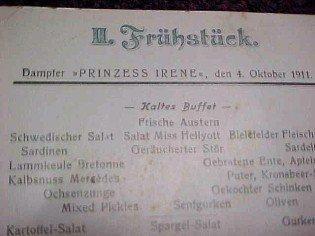 II. Frühstück.
Dampfer »PRINZESS IRENE«, den 4. Oktober 1911.
— Kaltes Buffet —
Frische Austern
Schwedischer Salat Salat Miss Hellyott Bielefelder Fleisch
Sardinen Geräucherter Stör Sardel
Lammkeule Bretonne Gebratene Ente, Apfel
Kalbsnuss Mercédès Puter, Kronsbeer-
Ochsenzunge Gekochter Schinken
Mixed Pickles Senfgurken Oliven
Kartoffel-Salat Spargel-Salat Gurken